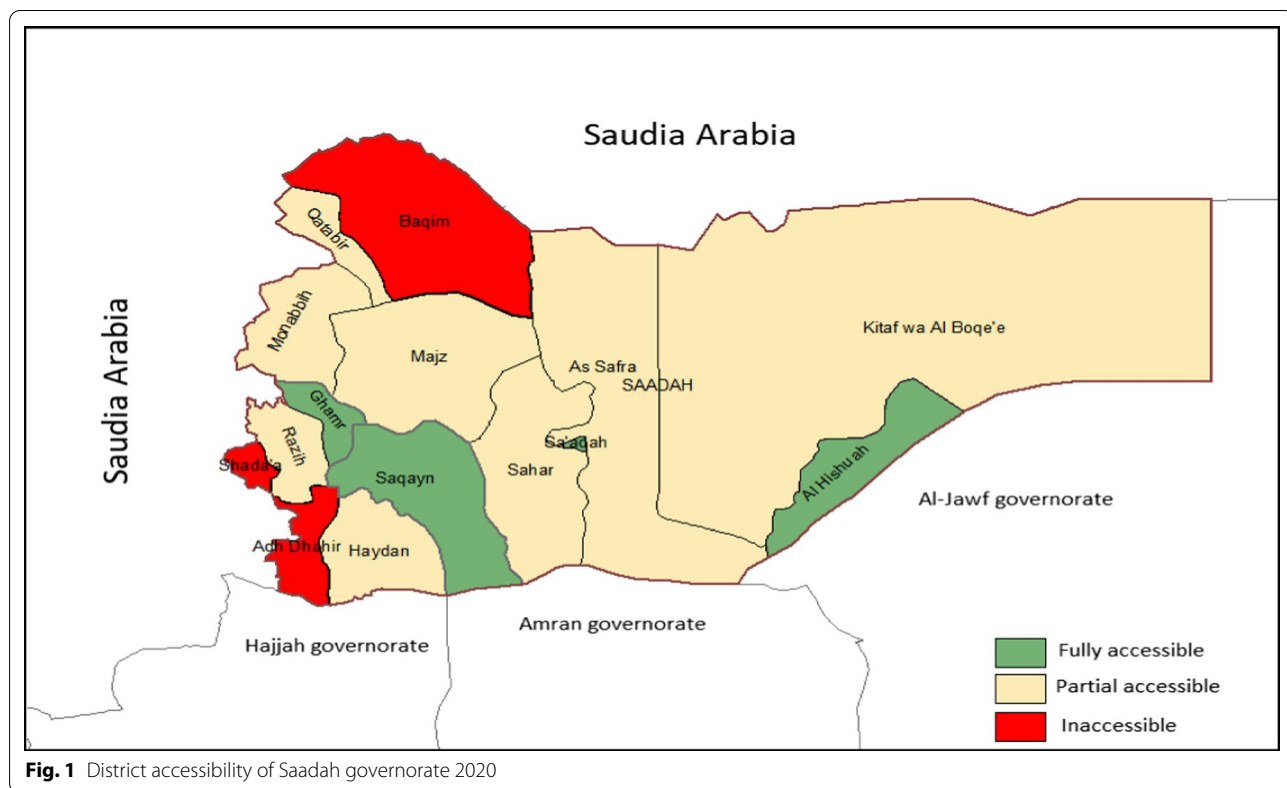 Saudia Arabia
Baqim
Qatabir
Monabbih
Saudia Arabia
Kitaf wa Al Boqe'e
Majz
As Safra
SAADAH
Ghamr
Razih
Sa'adah
Shada'a
Sahar
Saqayn
Al Hishuah
Al-Jawf governorate
Adh Dhahir
Haydan
Amran governorate
Hajjah governorate
Fully accessible
Partial accessible
Inaccessible
Fig. 1 District accessibility of Saadah governorate 2020